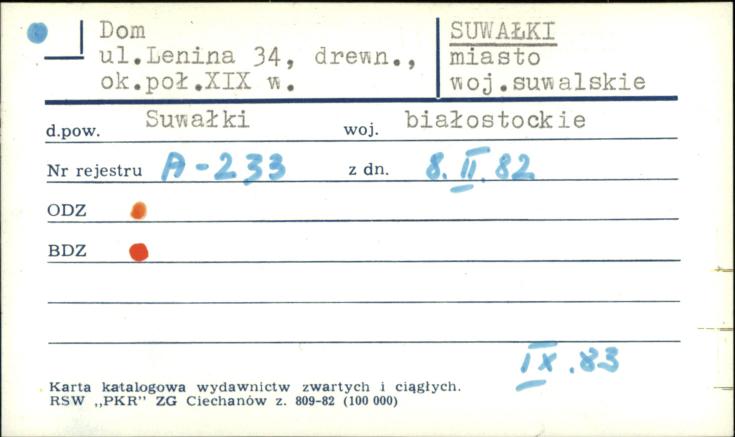 Dom
ul.Lenina 34, drewn.,
ok.poł.XIX w.
SUWAŁKI
miasto
woj.suwalskie
d.pow. Suwałki woj. białostockie
Nr rejestru A-233 z dn. 8.II.82
ODZ
BDZ
IX.83
Karta katalogowa wydawnictw zwartych i ciągłych.
RSW „PKR” ZG Ciechanów z. 809-82 (100 000)